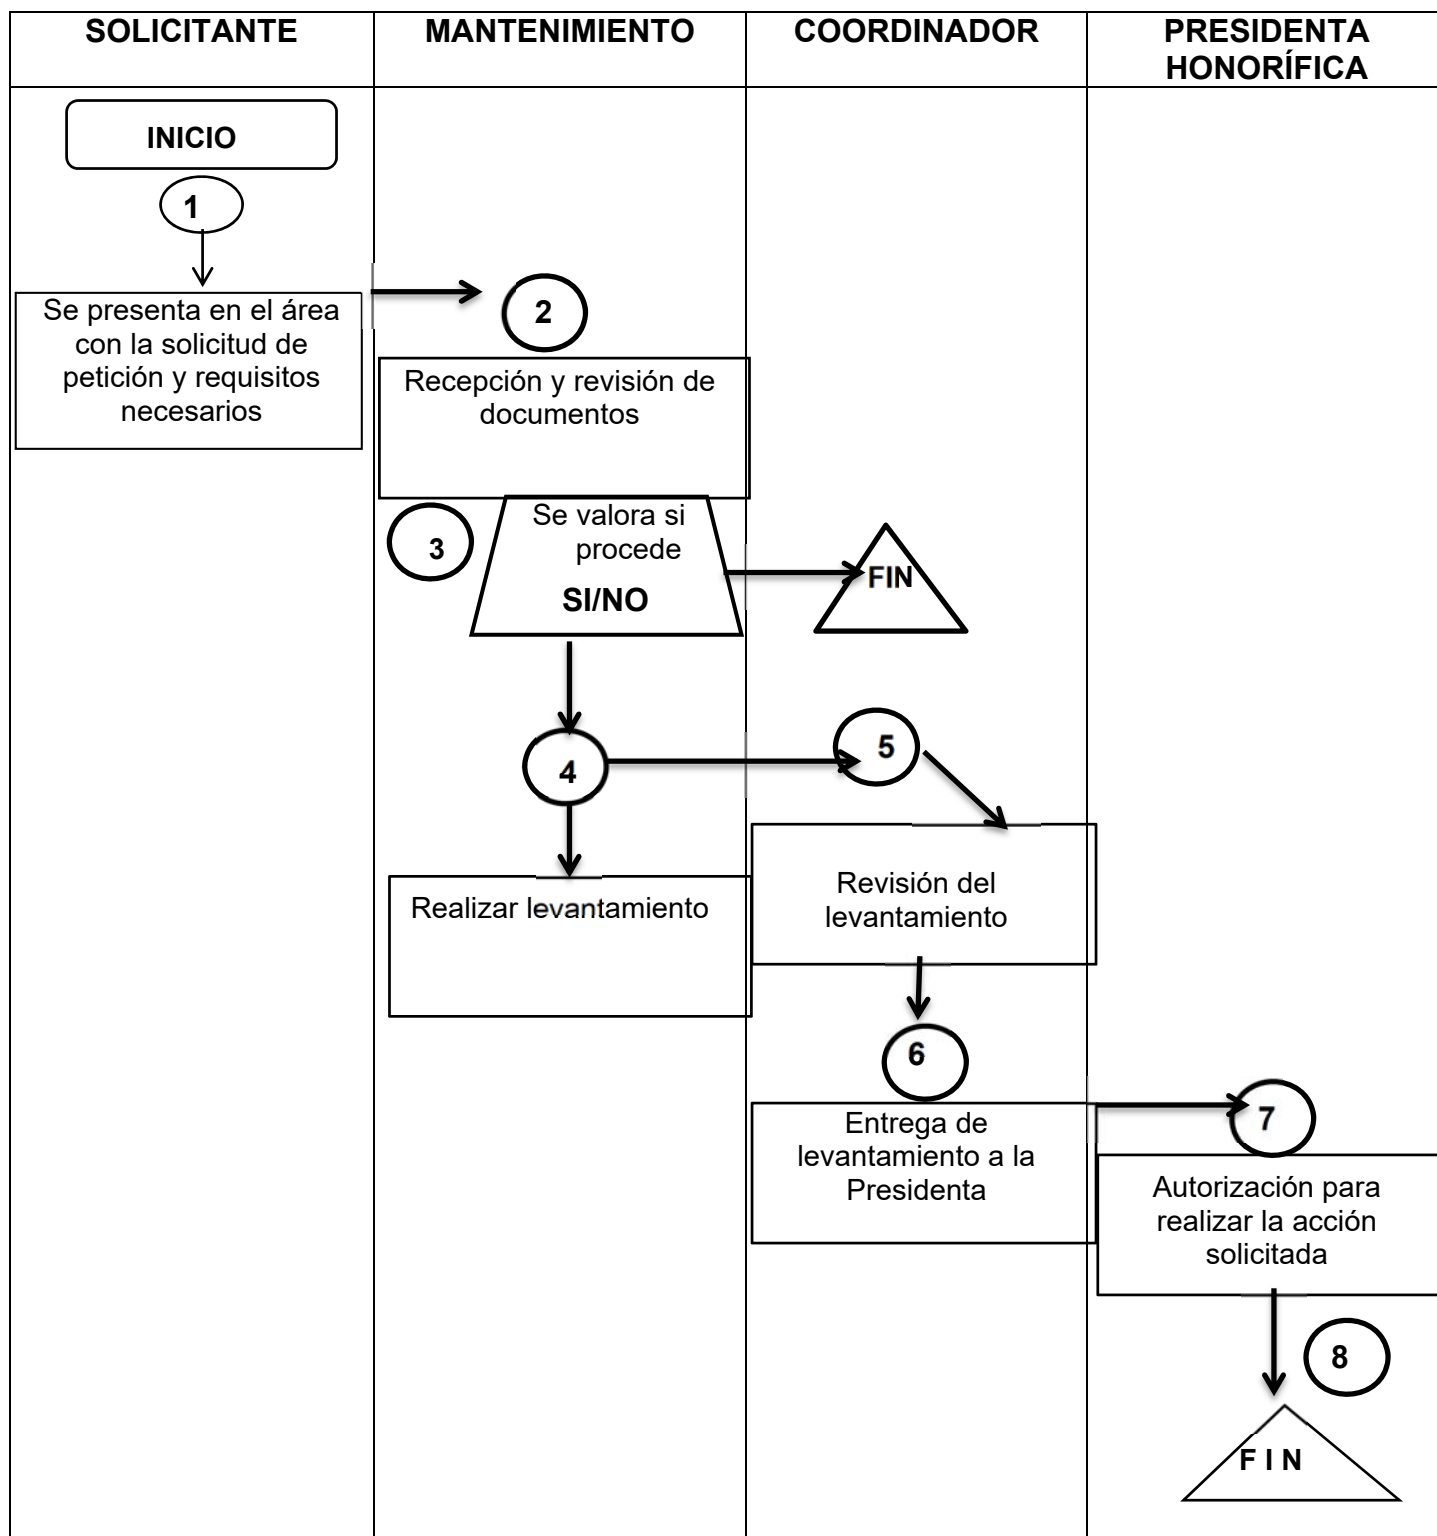 SOLICITANTE
MANTENIMIENTO
COORDINADOR
PRESIDENTA
HONORÍFICA
INICIO
1
Se presenta en el área
con la solicitud de
petición y requisitos
necesarios
2
Recepción y revisión de
documentos
3
Se valora si
procede
SI/NO
FIN
4
5
Realizar levantamiento
Revisión del
levantamiento
6
Entrega de
levantamiento a la
Presidenta
7
Autorización para
realizar la acción
solicitada
8
F I N